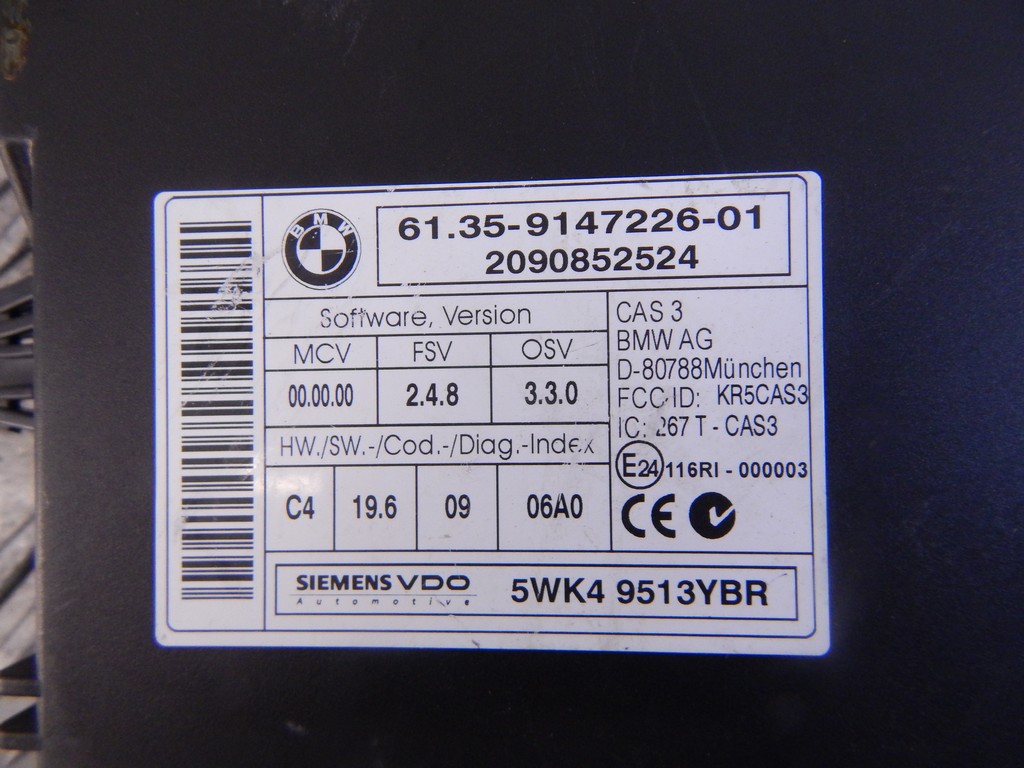 BMW
61.35-9147226-01
2090852524
Software, Version
MCV FSV OSV
00.00.00 2.4.8 3.3.0
HW./SW.-/Cod.-/Diag.-Index
C4 19.6 09 06A0
CAS 3
BMW AG
D-80788München
FCC ID: KR5CAS3
IC: 267 T - CAS3
E24 116RI - 000003
CE
SIEMENS VDO
Automotive
5WK4 9513YBR